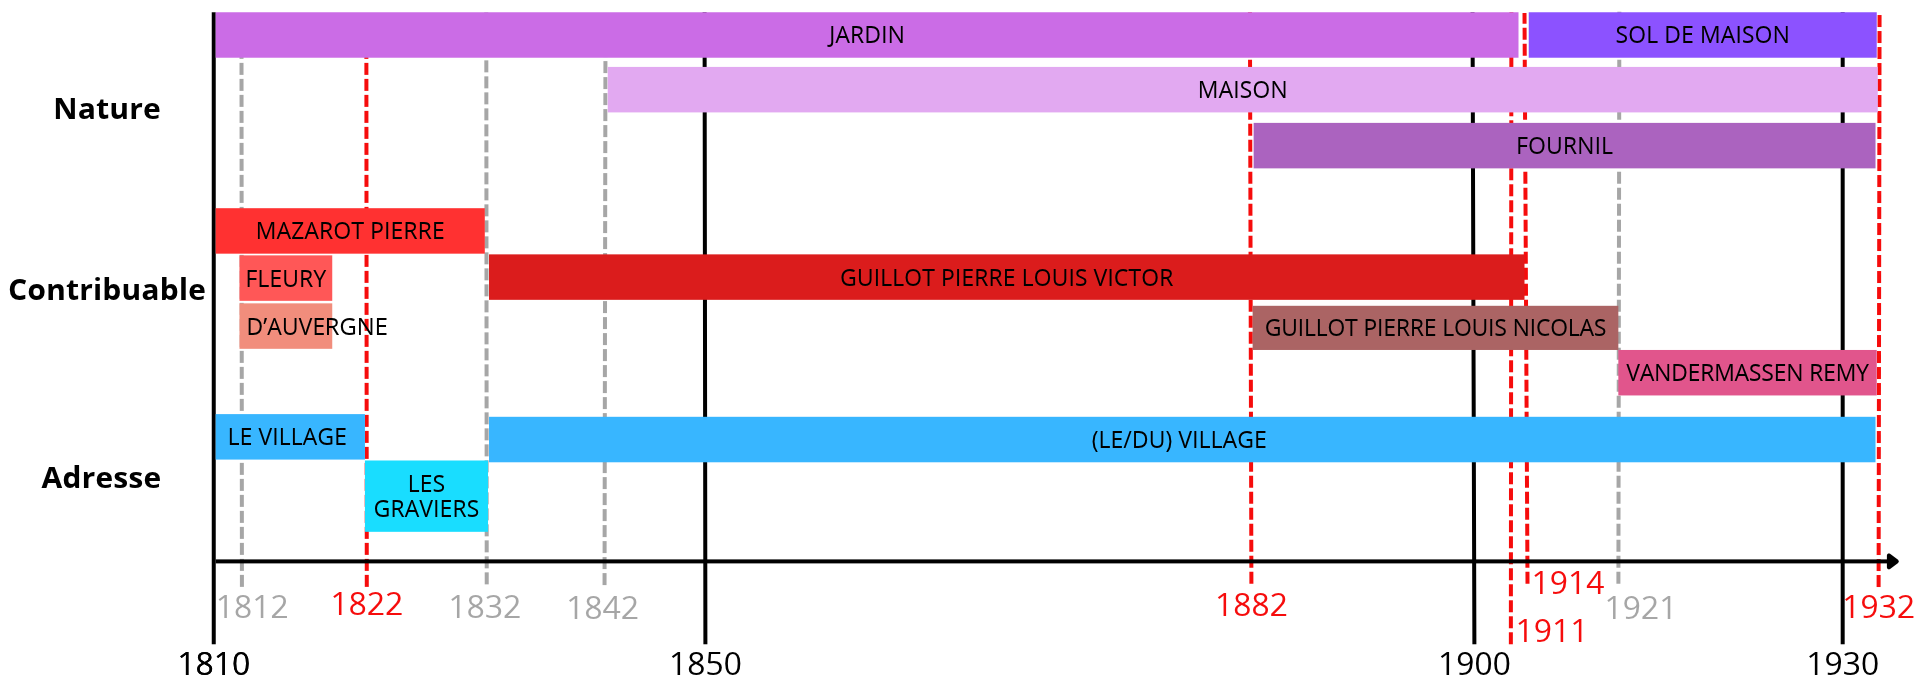 JARDIN
SOL DE MAISON
MAISON
Nature
FOURNIL
MAZAROT PIERRE
FLEURY
GUILLOT PIERRE LOUIS VICTOR
Contribuable
D’AUVERGNE
GUILLOT PIERRE LOUIS NICOLAS
VANDERMASSEN REMY
LE VILLAGE
(LE/DU) VILLAGE
Adresse
LES
GRAVIERS
1812
1822
1832
1842
1882
1914
1921
1932
1911
1810
1850
1900
1930